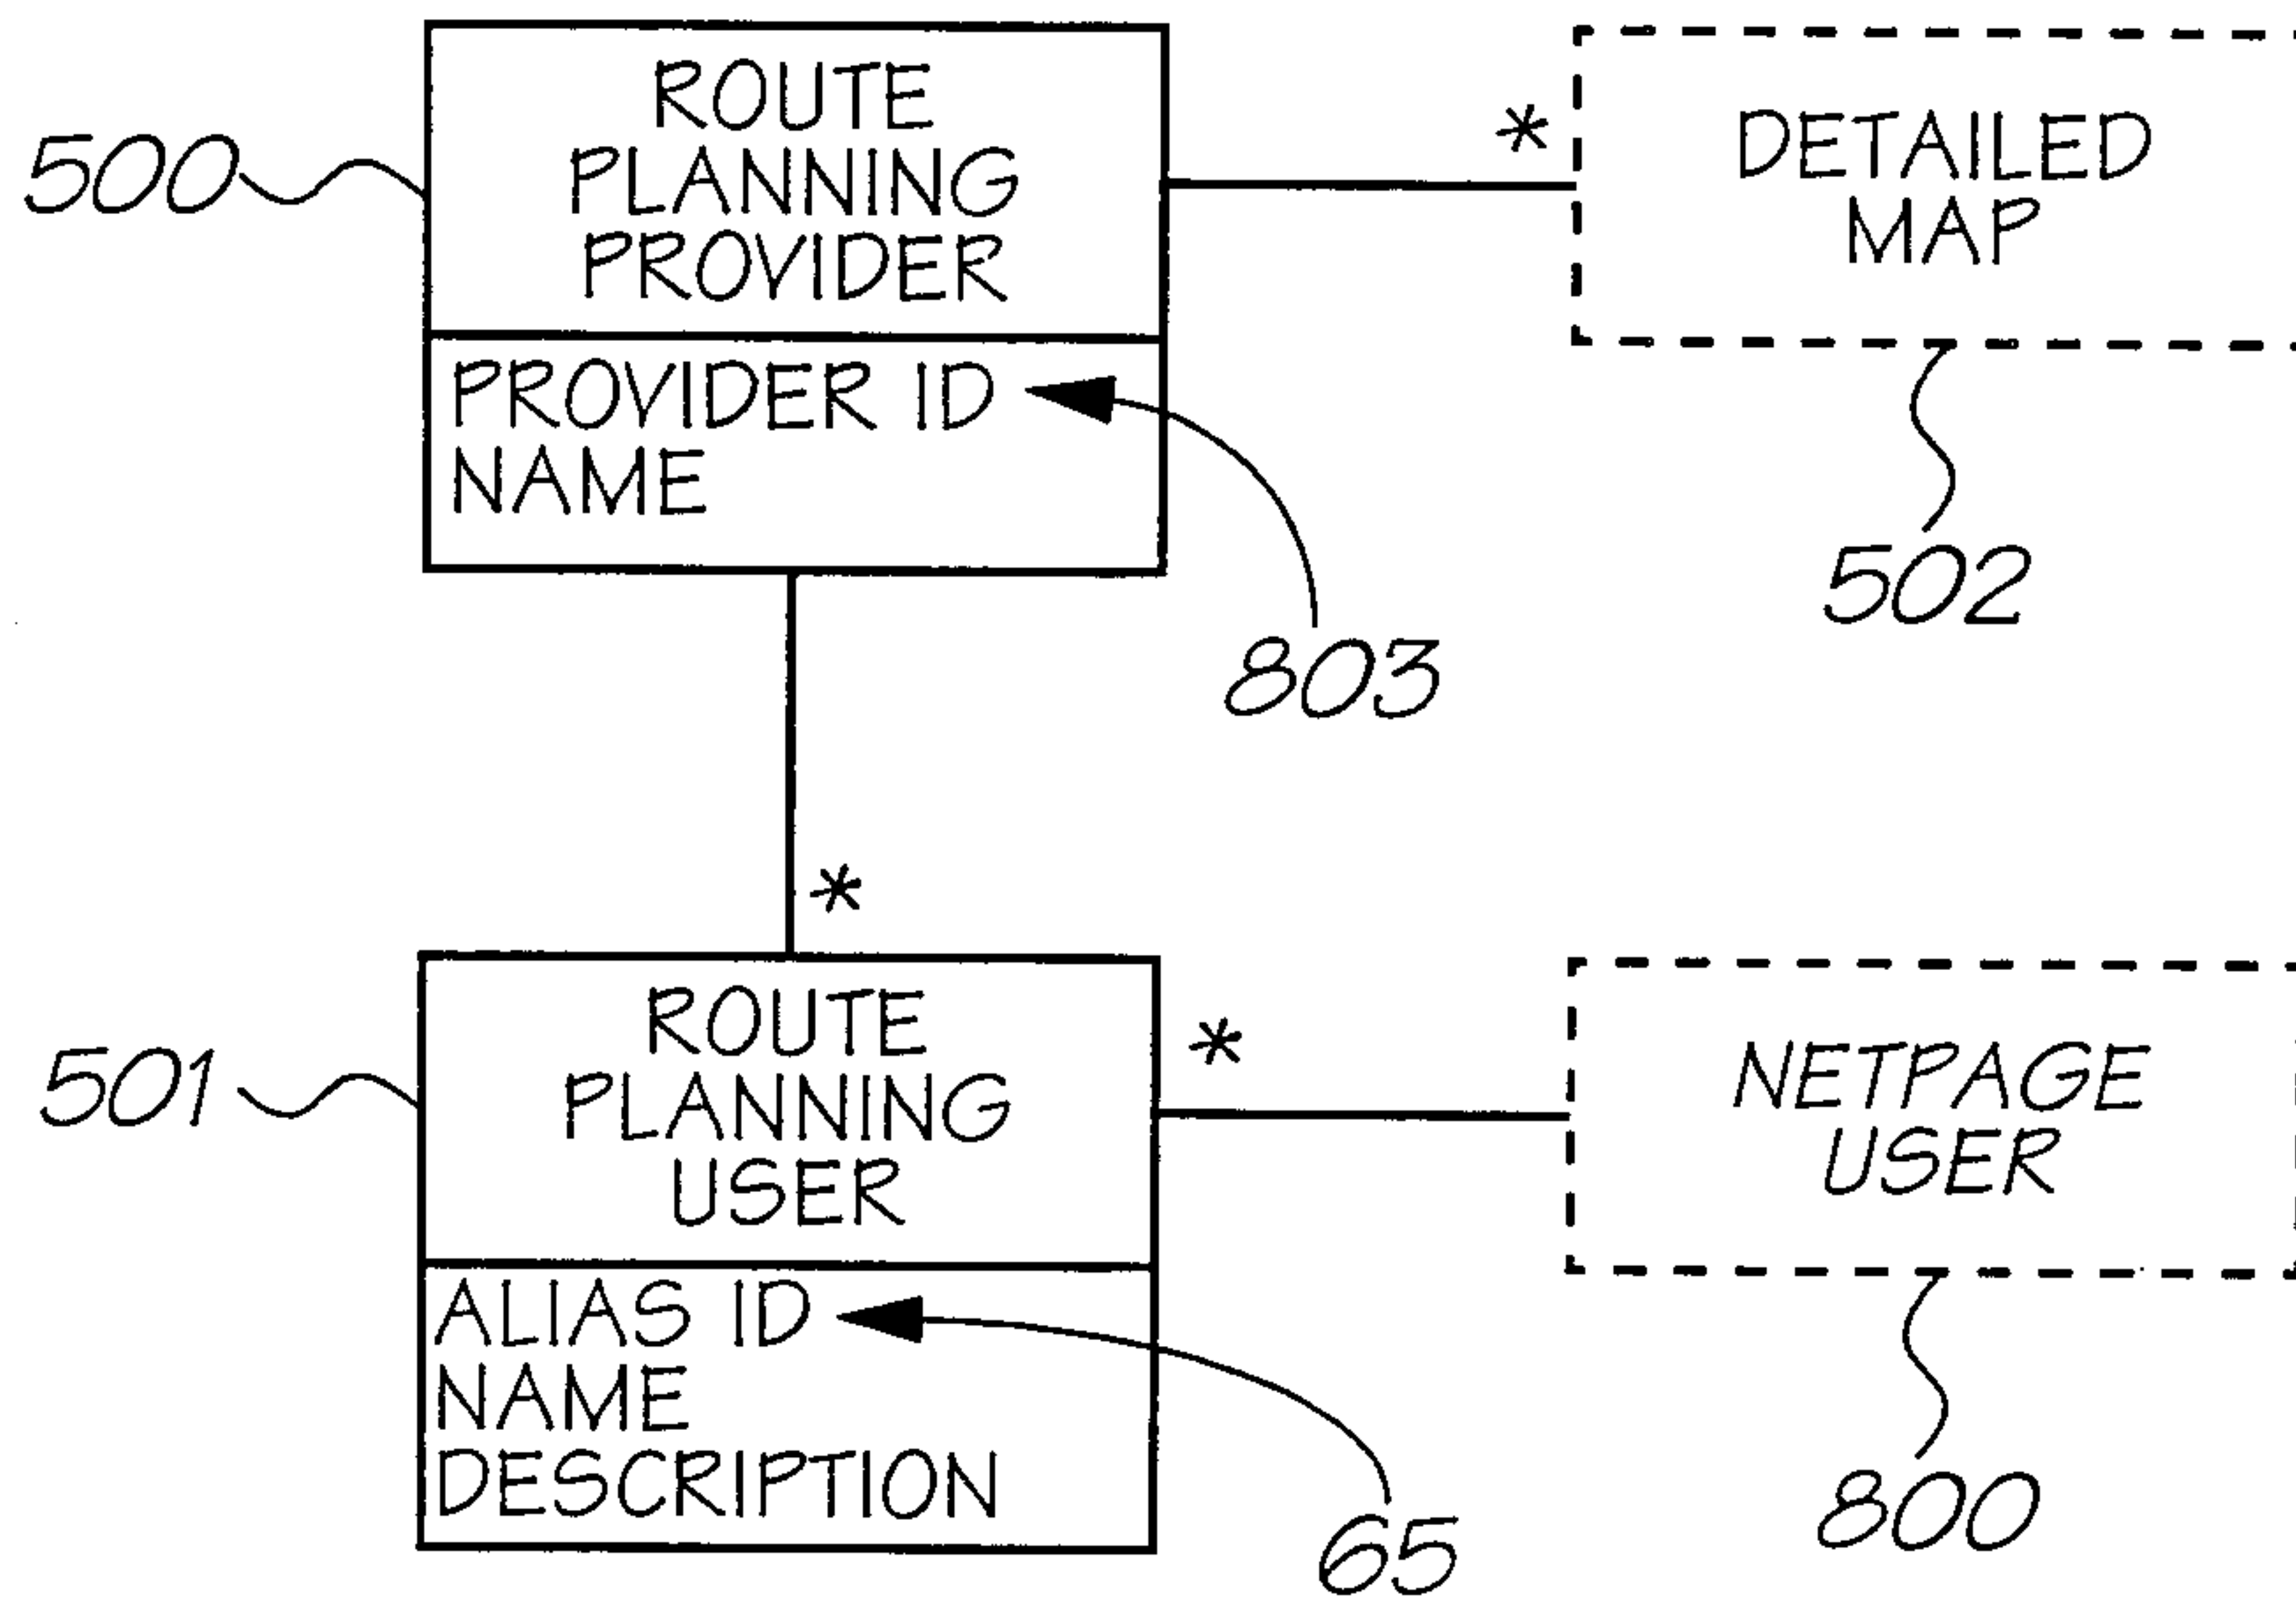 ROUTE
PLANNING
PROVIDER
500
PROVIDER ID
NAME
803
*
DETAILED
MAP
502
*
ROUTE
PLANNING
USER
501
ALIAS ID
NAME
DESCRIPTION
65
*
NETPAGE
USER
800